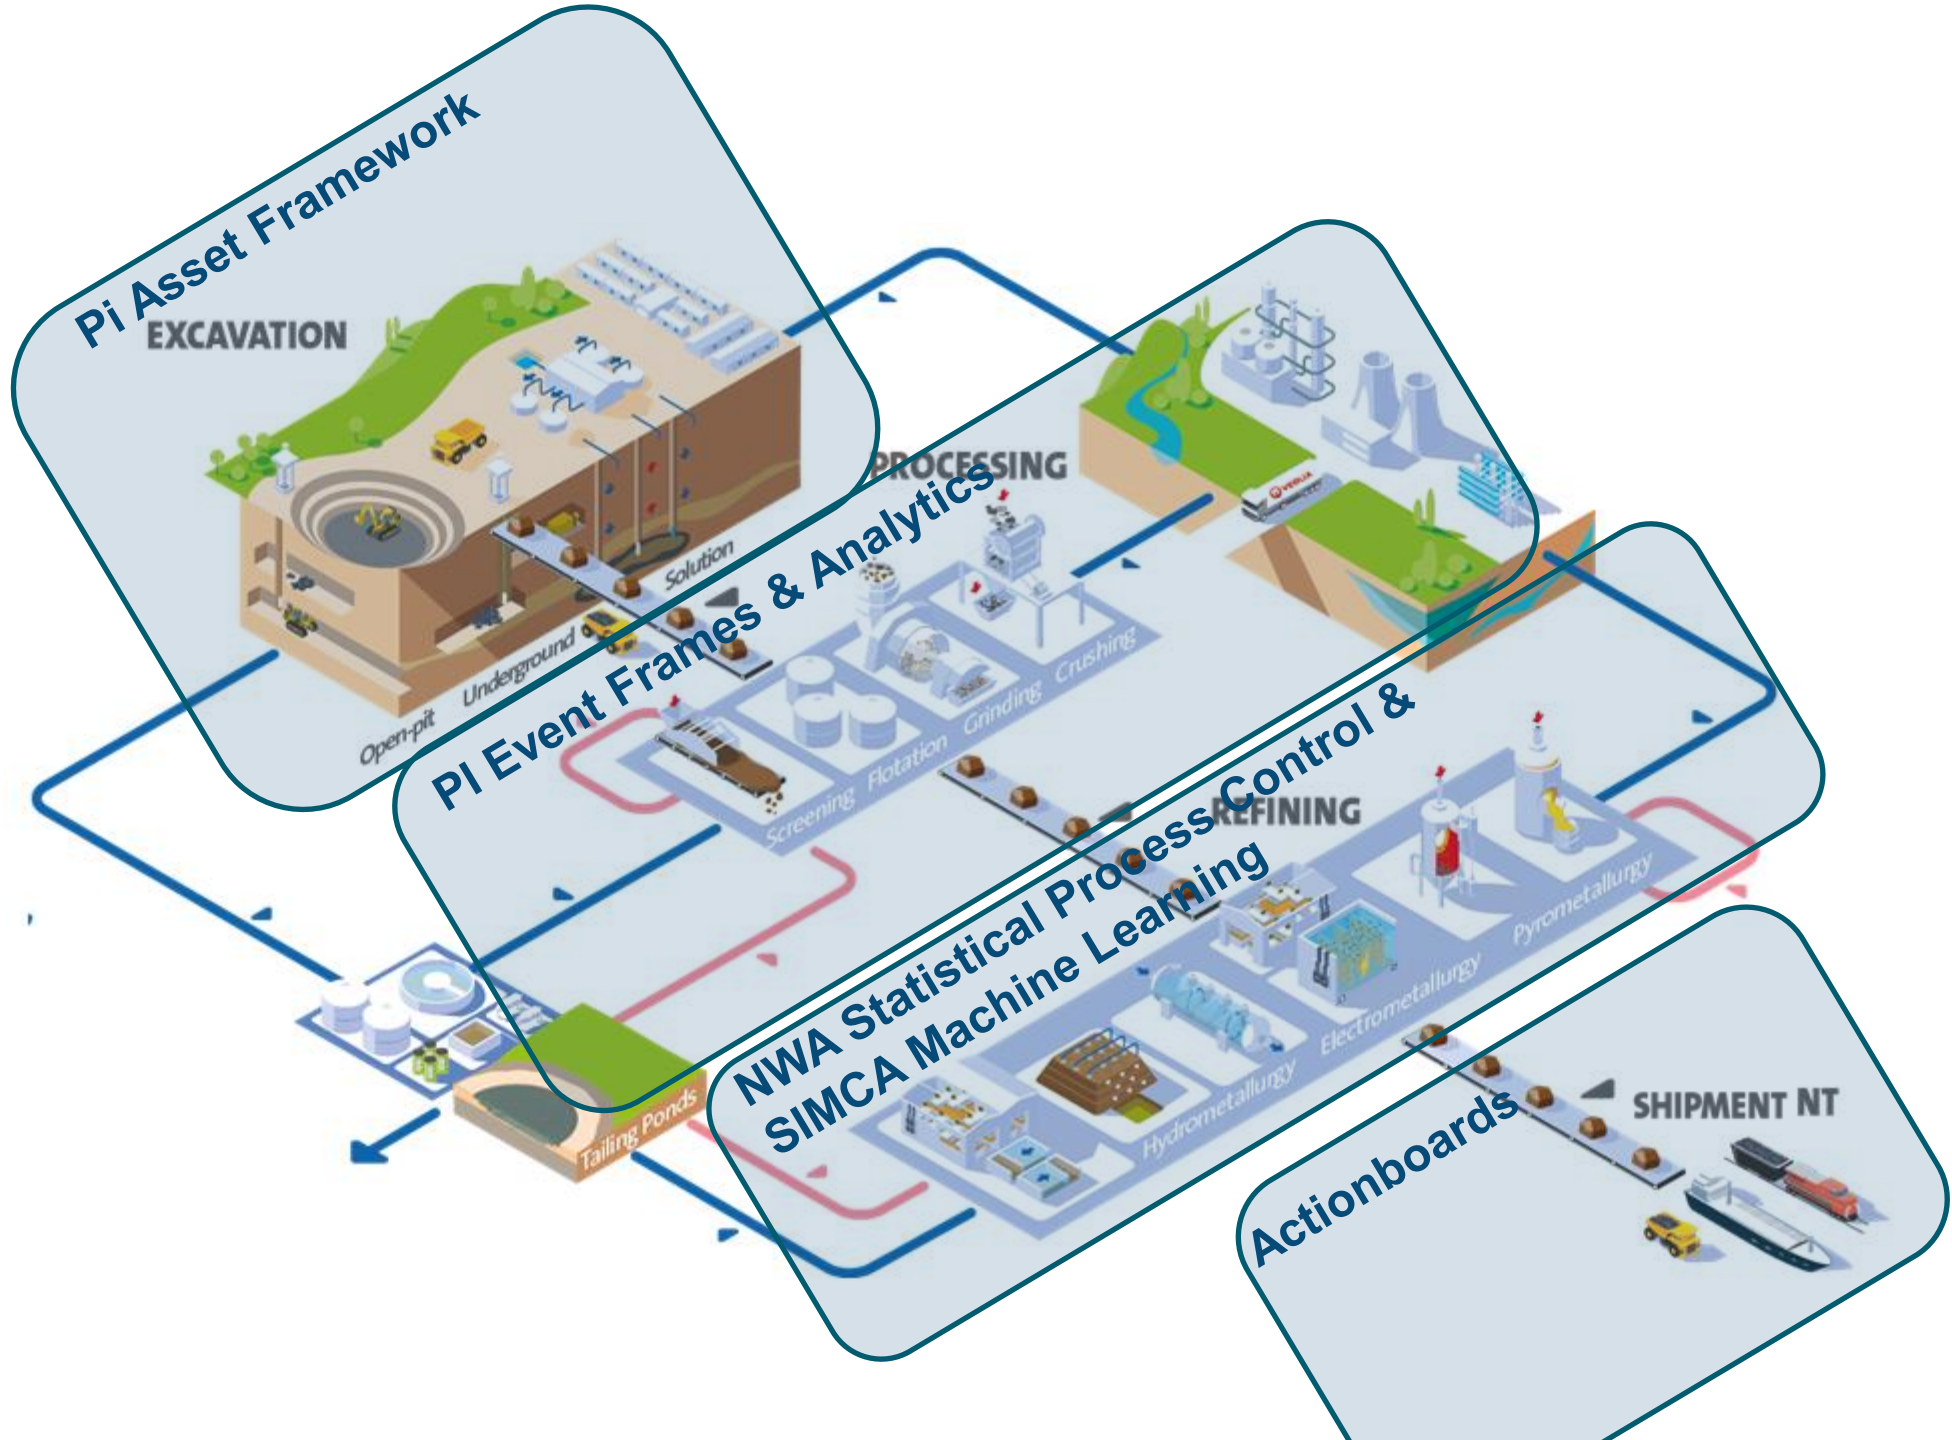 Pi Asset Framework
EXCAVATION
Open-pit
Underground
Solution
PROCESSING
VEOLIA
PI Event Frames & Analytics
Screening
Flotation
Grinding
Crushing
REFINING
NWA Statistical Process Control &
SIMCA Machine Learning
Hydrometallurgy
Electrometallurgy
Pyrometallurgy
Tailing Ponds
Actionboards
SHIPMENT NT